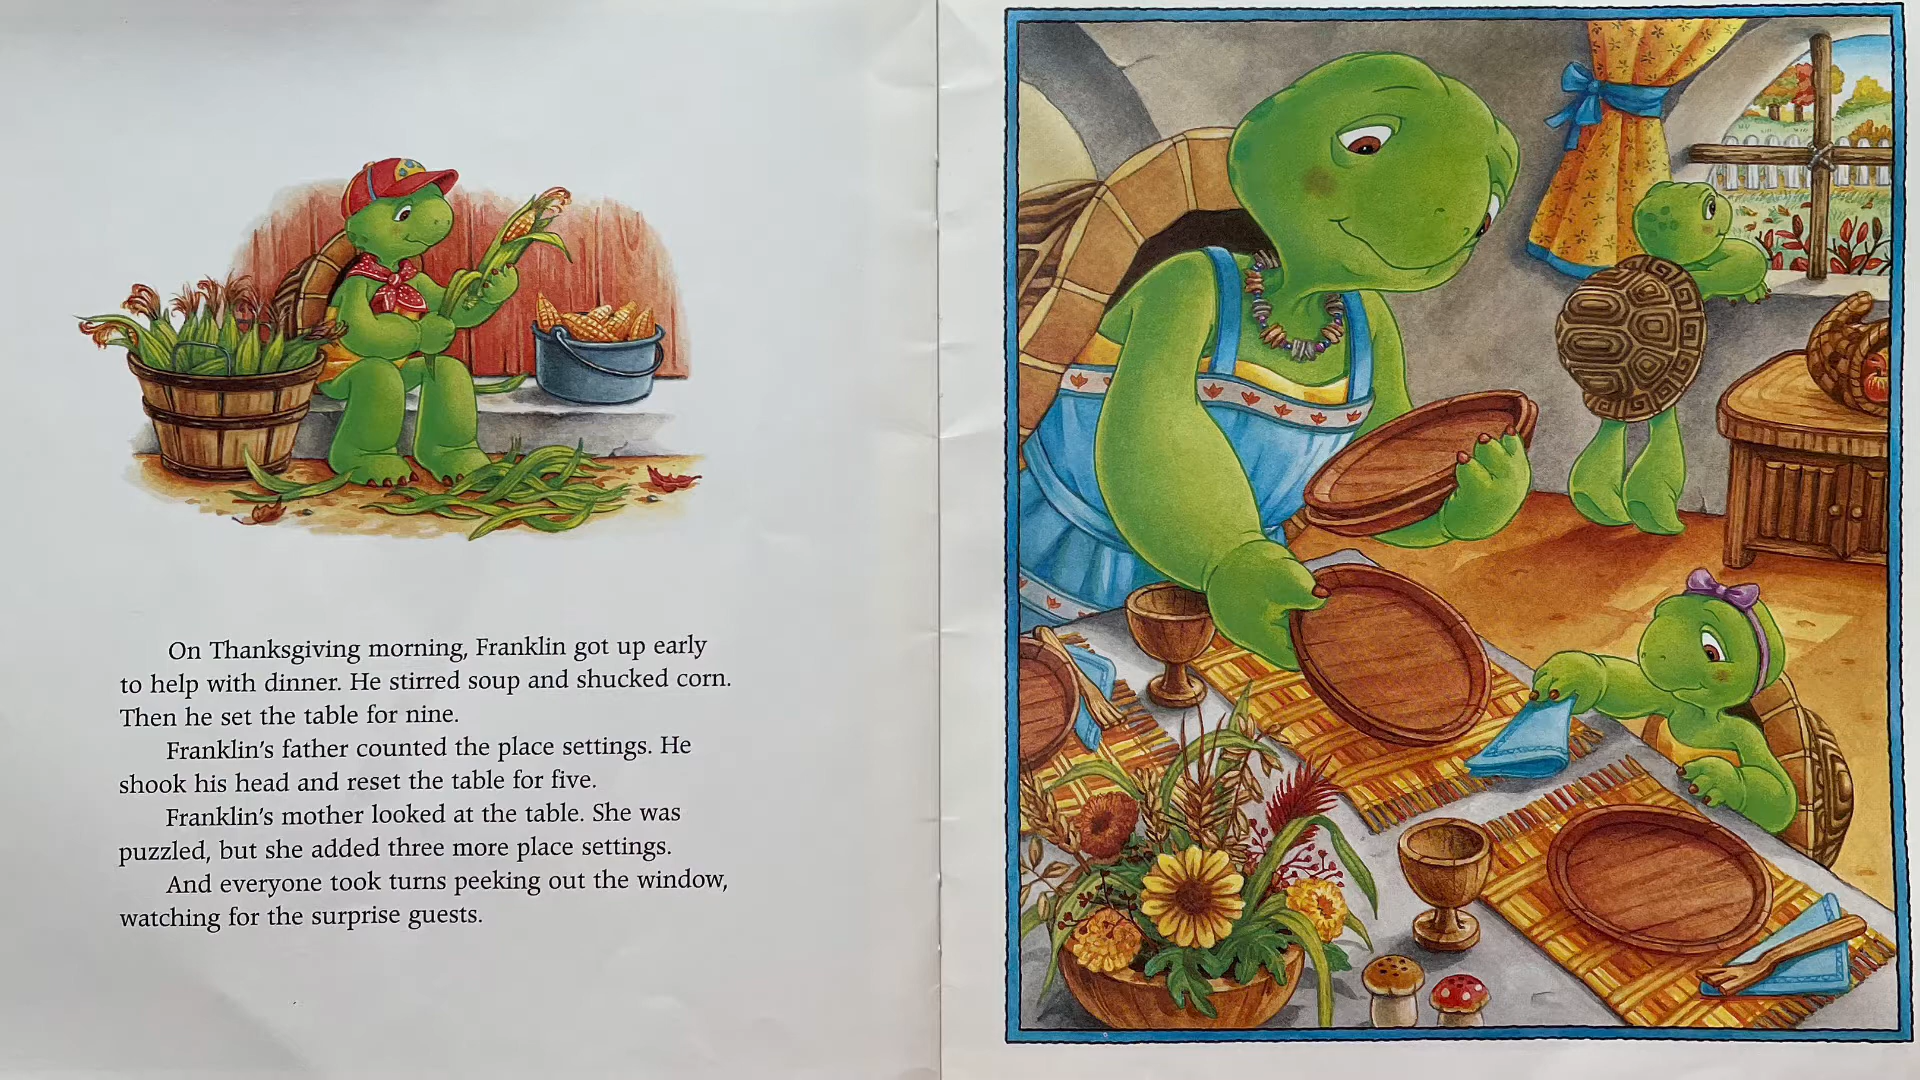 On Thanksgiving morning, Franklin got up early
to help with dinner. He stirred soup and shucked corn.
Then he set the table for nine.
Franklin's father counted the place settings. He
shook his head and reset the table for five.
Franklin's mother looked at the table. She was
puzzled, but she added three more place settings.
And everyone took turns peeking out the window,
watching for the surprise guests.